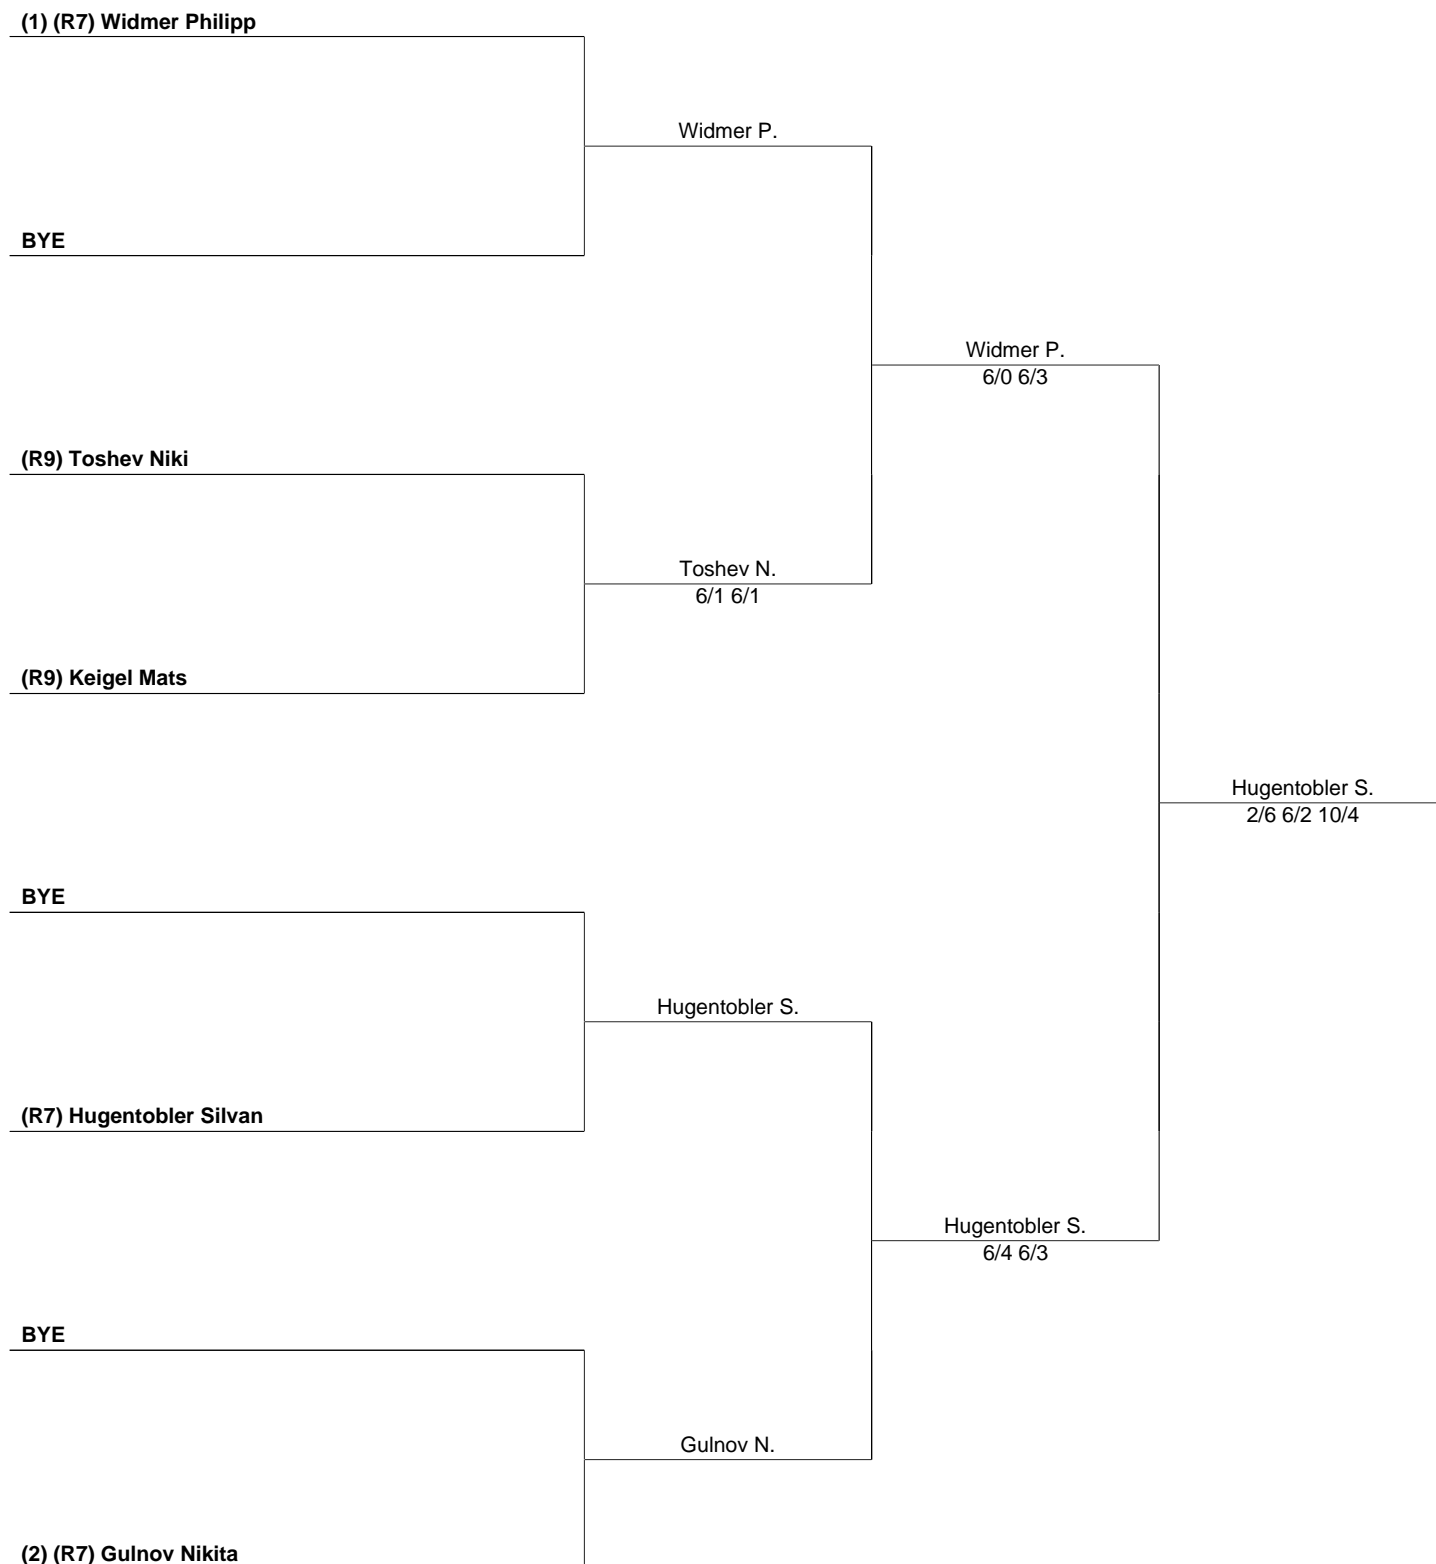 (1) (R7) Widmer Philipp
Widmer P.
BYE
Widmer P.
6/0 6/3
(R9) Toshev Niki
Toshev N.
6/1 6/1
(R9) Keigel Mats
Hugentobler S.
2/6 6/2 10/4
BYE
Hugentobler S.
(R7) Hugentobler Silvan
Hugentobler S.
6/4 6/3
BYE
Gulnov N.
(2) (R7) Gulnov Nikita